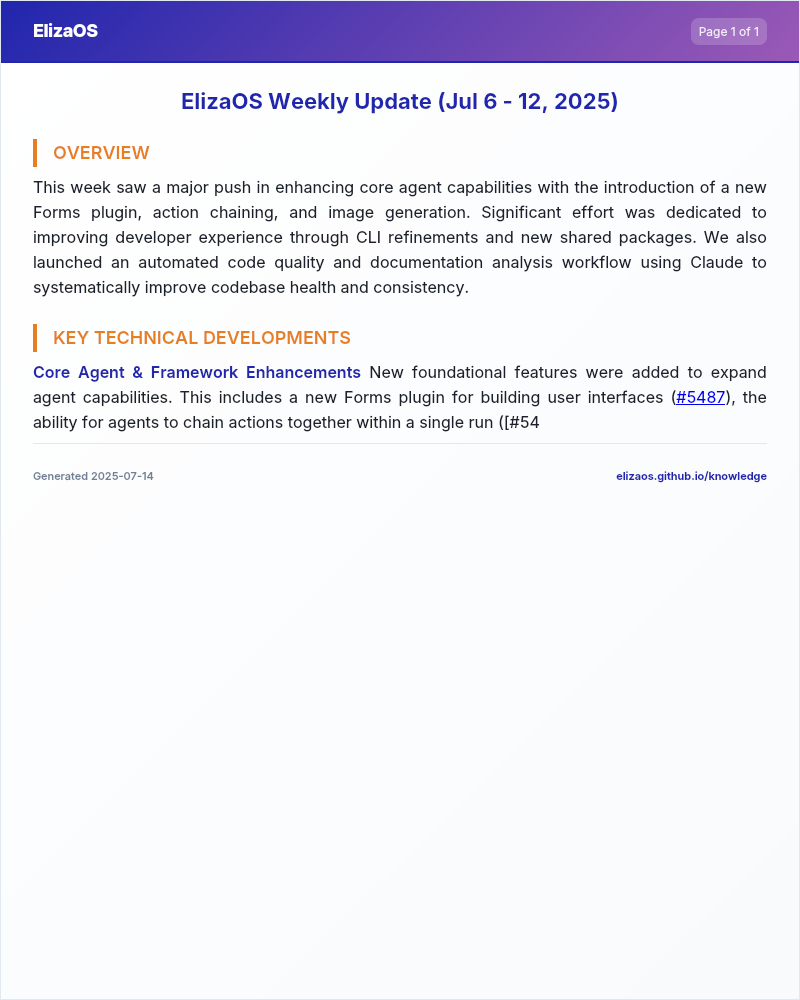 ElizaOS
Page 1 of 1
ElizaOS Weekly Update (Jul 6 - 12, 2025)
OVERVIEW
This week saw a major push in enhancing core agent capabilities with the introduction of a new
Forms plugin, action chaining, and image generation. Significant effort was dedicated to
improving developer experience through CLI refinements and new shared packages. We also
launched an automated code quality and documentation analysis workflow using Claude to
systematically improve codebase health and consistency.
KEY TECHNICAL DEVELOPMENTS
Core Agent & Framework Enhancements New foundational features were added to expand
agent capabilities. This includes a new Forms plugin for building user interfaces (#5487), the
ability for agents to chain actions together within a single run ([#54
Generated 2025-07-14
elizaos.github.io/knowledge